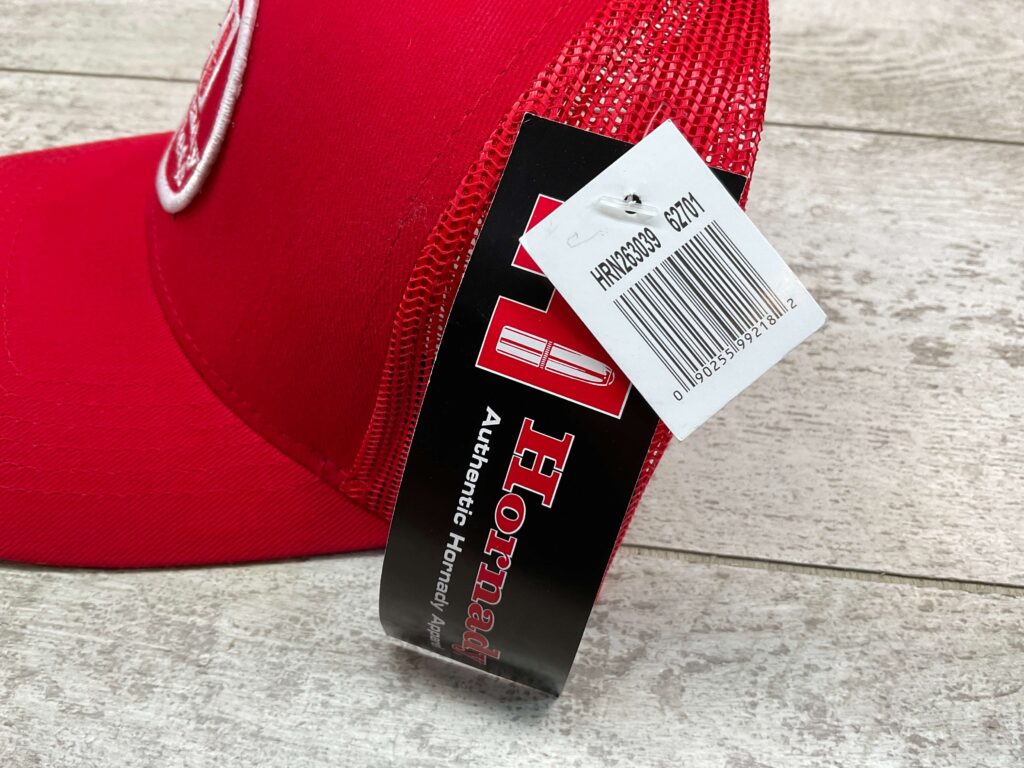 HRN263039 62701
0 90255 99218 2
H
Hornady
Authentic Hornady